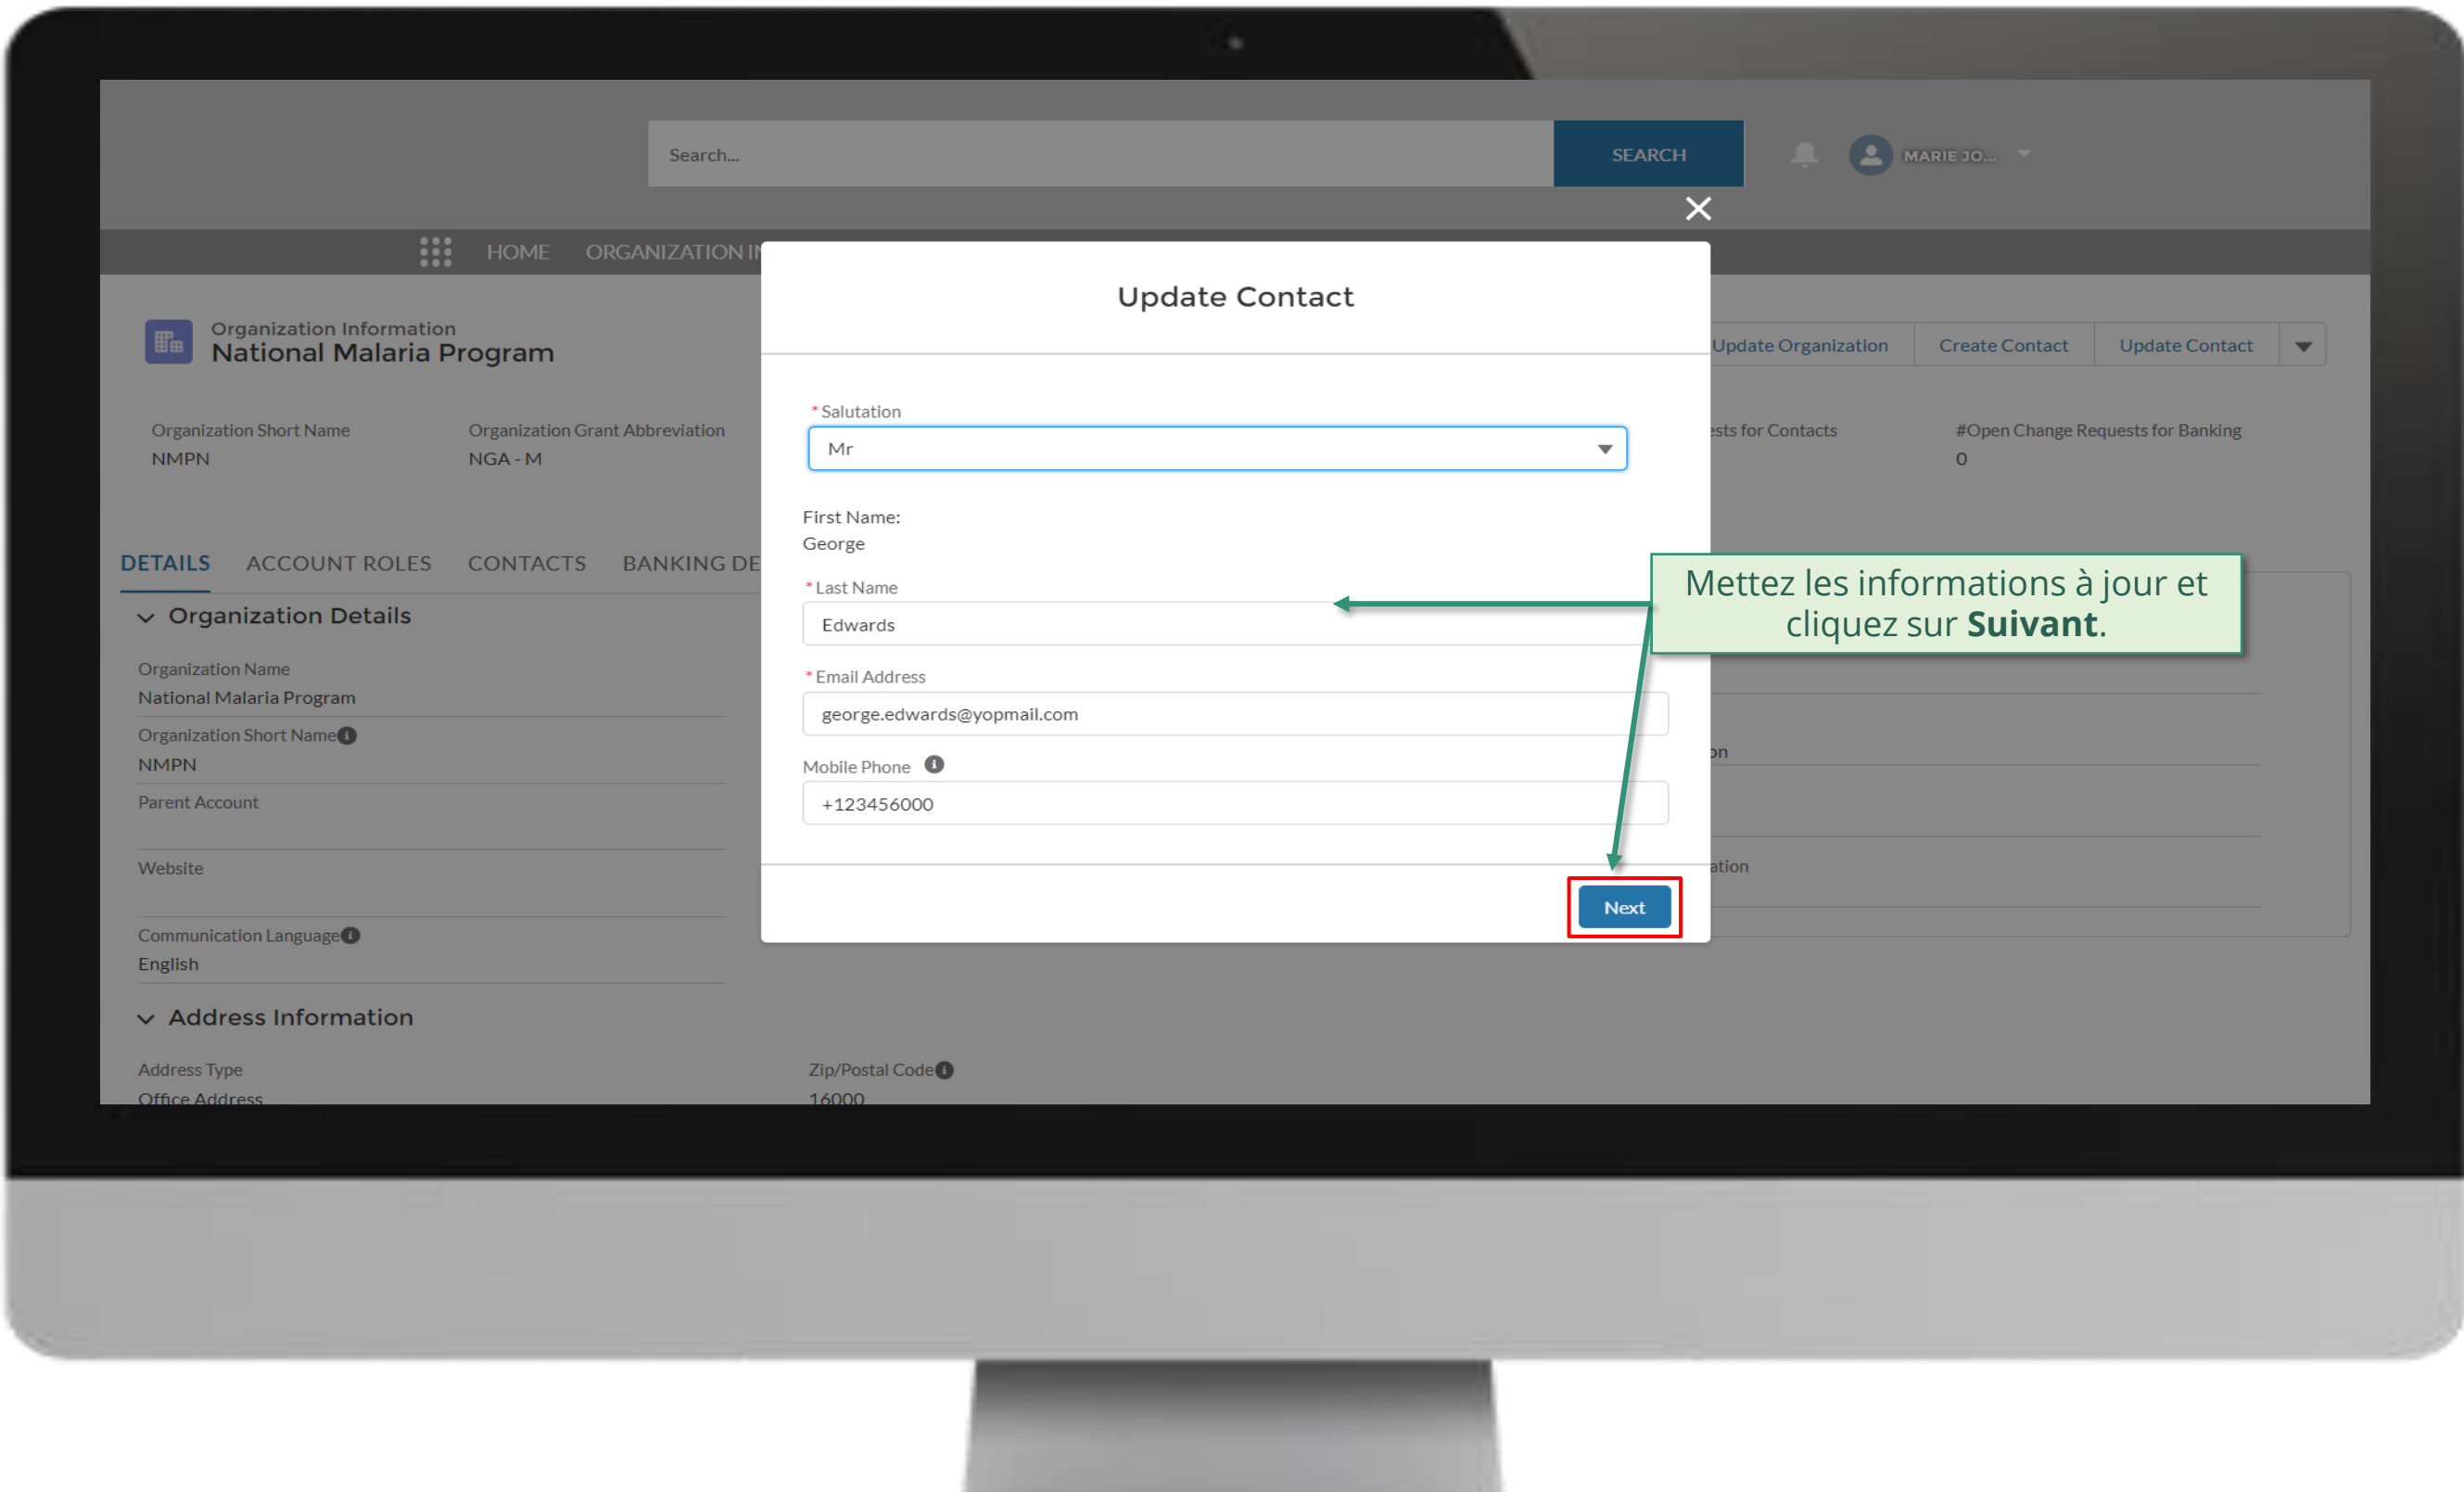 Search...
SEARCH
MARIE JO...
HOME ORGANIZATION IN
Organization Information
National Malaria Program
Update Organization Create Contact Update Contact
Organization Short Name
NMPN
Organization Grant Abbreviation
NGA - M
ests for Contacts
#Open Change Requests for Banking
0
DETAILS ACCOUNT ROLES CONTACTS BANKING DE
Organization Details
Organization Name
National Malaria Program
Organization Short Name
NMPN
Parent Account
Website
Communication Language
English
Address Information
Address Type
Office Address
Zip/Postal Code
16000
on
ation
Update Contact
*Salutation
Mr
First Name:
George
*Last Name
Edwards
*Email Address
george.edwards@yopmail.com
Mobile Phone
+123456000
Next
Mettez les informations à jour et
cliquez sur Suivant.